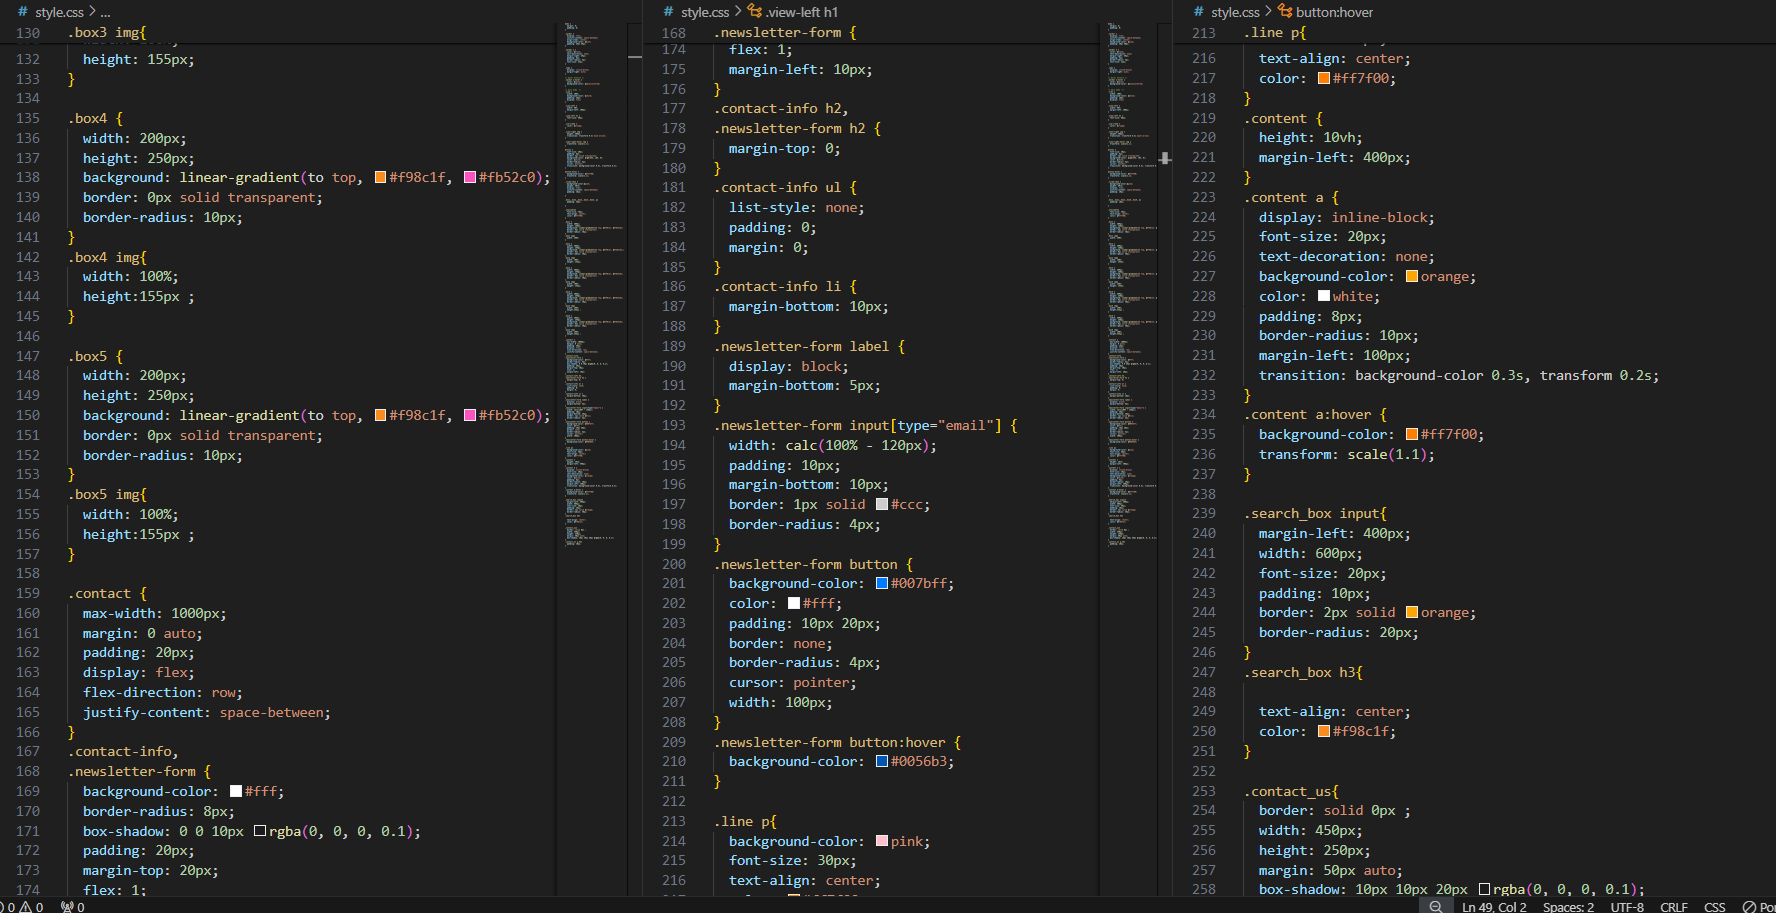 # style.css > ...
130 .box3 img{
132 height: 155px;
133 }
134
135 .box4 {
136 width: 200px;
137 height: 250px;
138 background: linear-gradient(to top, #f98c1f, #fb52c0);
139 border: 0px solid transparent;
140 border-radius: 10px;
141 }
142 .box4 img{
143 width: 100%;
144 height:155px ;
145 }
146
147 .box5 {
148 width: 200px;
149 height: 250px;
150 background: linear-gradient(to top, #f98c1f, #fb52c0);
151 border: 0px solid transparent;
152 border-radius: 10px;
153 }
154 .box5 img{
155 width: 100%;
156 height:155px ;
157 }
158
159 .contact {
160 max-width: 1000px;
161 margin: 0 auto;
162 padding: 20px;
163 display: flex;
164 flex-direction: row;
165 justify-content: space-between;
166 }
167 .contact-info,
168 .newsletter-form {
169 background-color: #fff;
170 border-radius: 8px;
171 box-shadow: 0 0 10px rgba(0, 0, 0, 0.1);
172 padding: 20px;
173 margin-top: 20px;
174 flex: 1;
# style.css > .view-left h1
168 .newsletter-form {
174 flex: 1;
175 margin-left: 10px;
176 }
177 .contact-info h2,
178 .newsletter-form h2 {
179 margin-top: 0;
180 }
181 .contact-info ul {
182 list-style: none;
183 padding: 0;
184 margin: 0;
185 }
186 .contact-info li {
187 margin-bottom: 10px;
188 }
189 .newsletter-form label {
190 display: block;
191 margin-bottom: 5px;
192 }
193 .newsletter-form input[type="email"] {
194 width: calc(100% - 120px);
195 padding: 10px;
196 margin-bottom: 10px;
197 border: 1px solid #ccc;
198 border-radius: 4px;
199 }
200 .newsletter-form button {
201 background-color: #007bff;
202 color: #fff;
203 padding: 10px 20px;
204 border: none;
205 border-radius: 4px;
206 cursor: pointer;
207 width: 100px;
208 }
209 .newsletter-form button:hover {
210 background-color: #0056b3;
211 }
212
213 .line p{
214 background-color: pink;
215 font-size: 30px;
216 text-align: center;
# style.css > button:hover
213 .line p{
216 text-align: center;
217 color: #ff7f00;
218 }
219 .content {
220 height: 10vh;
221 margin-left: 400px;
222 }
223 .content a {
224 display: inline-block;
225 font-size: 20px;
226 text-decoration: none;
227 background-color: orange;
228 color: white;
229 padding: 8px;
230 border-radius: 10px;
231 margin-left: 100px;
232 transition: background-color 0.3s, transform 0.2s;
233 }
234 .content a:hover {
235 background-color: #ff7f00;
236 transform: scale(1.1);
237 }
238
239 .search_box input{
240 margin-left: 400px;
241 width: 600px;
242 font-size: 20px;
243 padding: 10px;
244 border: 2px solid orange;
245 border-radius: 20px;
246 }
247 .search_box h3{
248
249 text-align: center;
250 color: #f98c1f;
251 }
252
253 .contact_us{
254 border: solid 0px ;
255 width: 450px;
256 height: 250px;
257 margin: 50px auto;
258 box-shadow: 10px 10px 20px rgba(0, 0, 0, 0.1);
0 0 0 Ln 49, Col 2 Spaces: 2 UTF-8 CRLF CSS